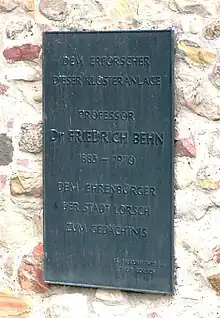 DEM ERFORSCHER
DIESER KLOSTERANLAGE
PROFESSOR
Dr FRIEDRICH BEHN
1883 – 1970
DEM EHRENBÜRGER
DER STADT LORSCH
ZUM GEDÄCHTNIS